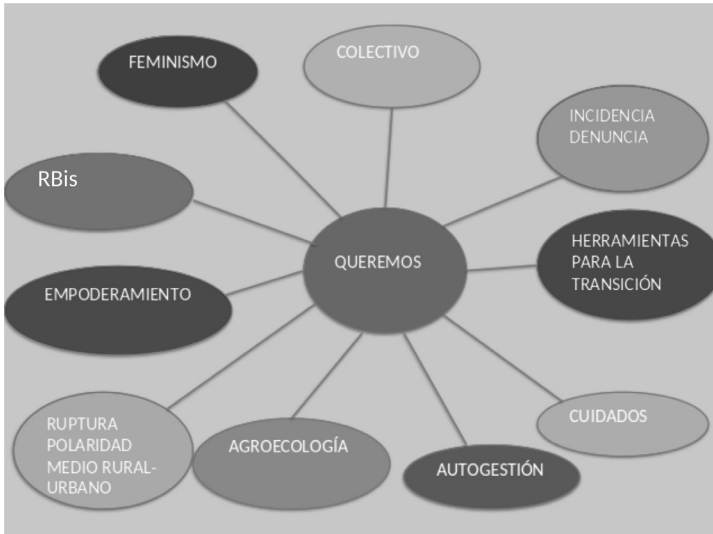 FEMINISMO
COLECTIVO
INCIDENCIA
DENUNCIA
RBis
QUEREMOS
HERRAMIENTAS
PARA LA
TRANSICIÓN
EMPODERAMIENTO
RUPTURA
POLARIDAD
MEDIO RURAL-
URBANO
AGROECOLOGÍA
AUTOGESTIÓN
CUIDADOS